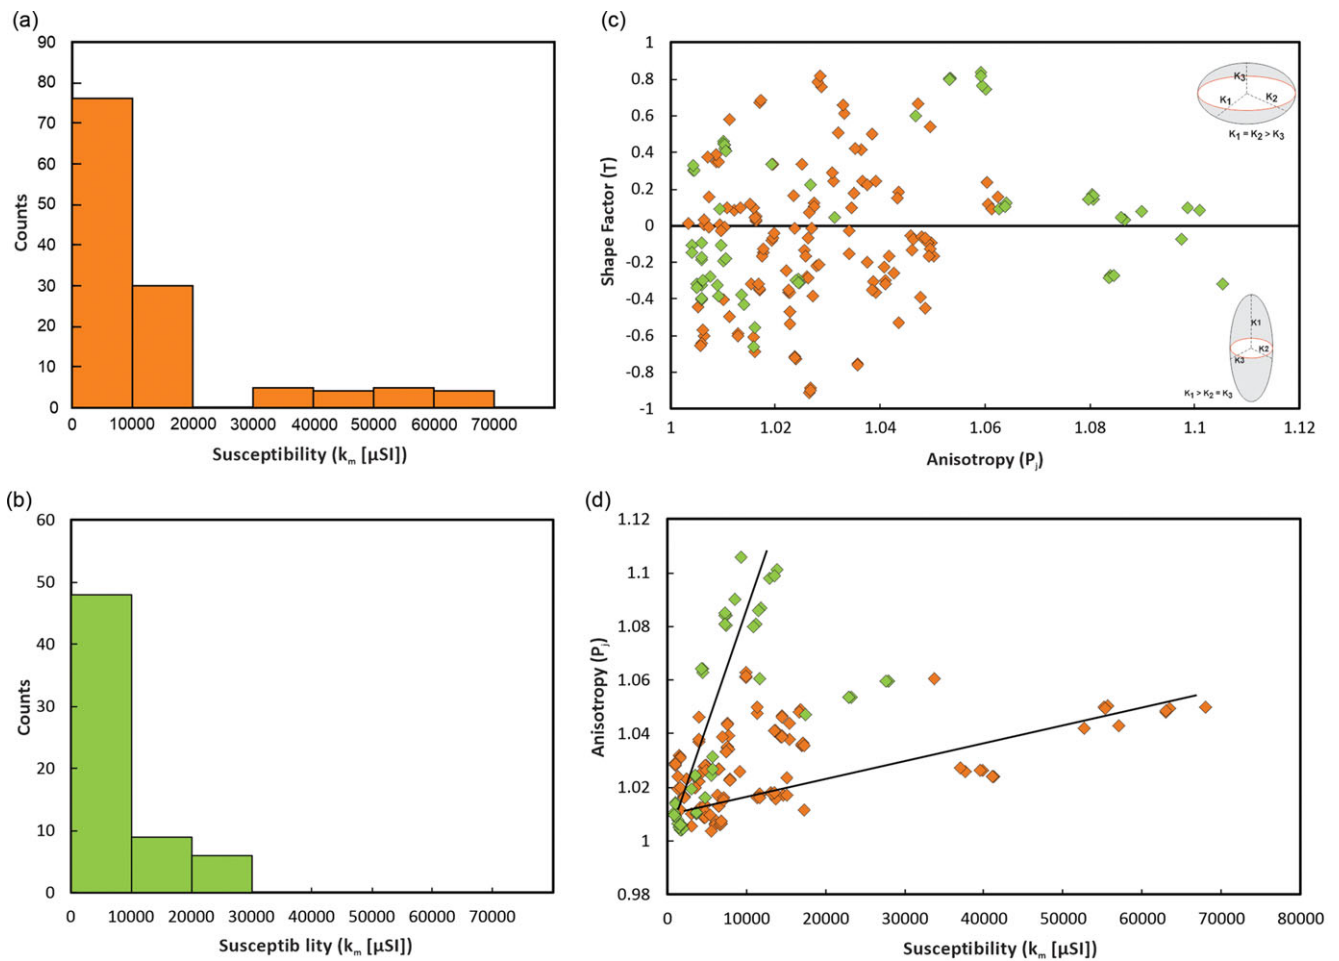 (a)
90
80
70
60
50
40
30
20
10
0
Counts
0 10000 20000 30000 40000 50000 60000 70000
Susceptibility (km [µSI])
(c)
1
0.8
0.6
0.4
0.2
0
-0.2
-0.4
-0.6
-0.8
-1
Shape Factor (T)
K3
K1 K2
K1 = K2 > K3
K1
K2
K3
K1 > K2 = K3
1 1.02 1.04 1.06 1.08 1.1 1.12
Anisotropy (Pj)
(b)
60
50
40
30
20
10
0
Counts
0 10000 20000 30000 40000 50000 60000 70000
Susceptib lity (km [µSI])
(d)
1.12
1.1
1.08
1.06
1.04
1.02
1
0.98
Anisotropy (Pj)
0 10000 20000 30000 40000 50000 60000 70000 80000
Susceptibility (km [µSI])